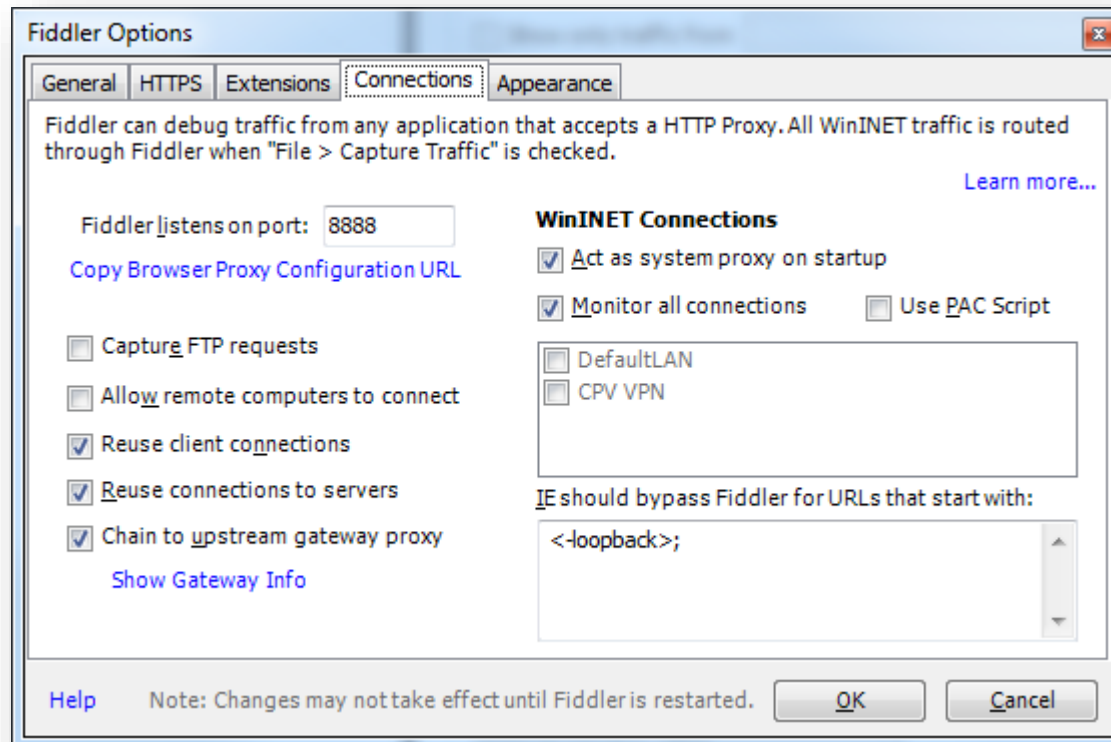 Fiddler Options
General HTTPS Extensions Connections Appearance
Fiddler can debug traffic from any application that accepts a HTTP Proxy. All WinINET traffic is routed
through Fiddler when "File > Capture Traffic" is checked.
Learn more...
Fiddler listens on port: 8888
Copy Browser Proxy Configuration URL
Capture FTP requests
Allow remote computers to connect
Reuse client connections
Reuse connections to servers
Chain to upstream gateway proxy
Show Gateway Info
WinINET Connections
Act as system proxy on startup
Monitor all connections Use PAC Script
DefaultLAN
CPV VPN
IE should bypass Fiddler for URLs that start with:
<-loopback>;
Help Note: Changes may not take effect until Fiddler is restarted. OK Cancel